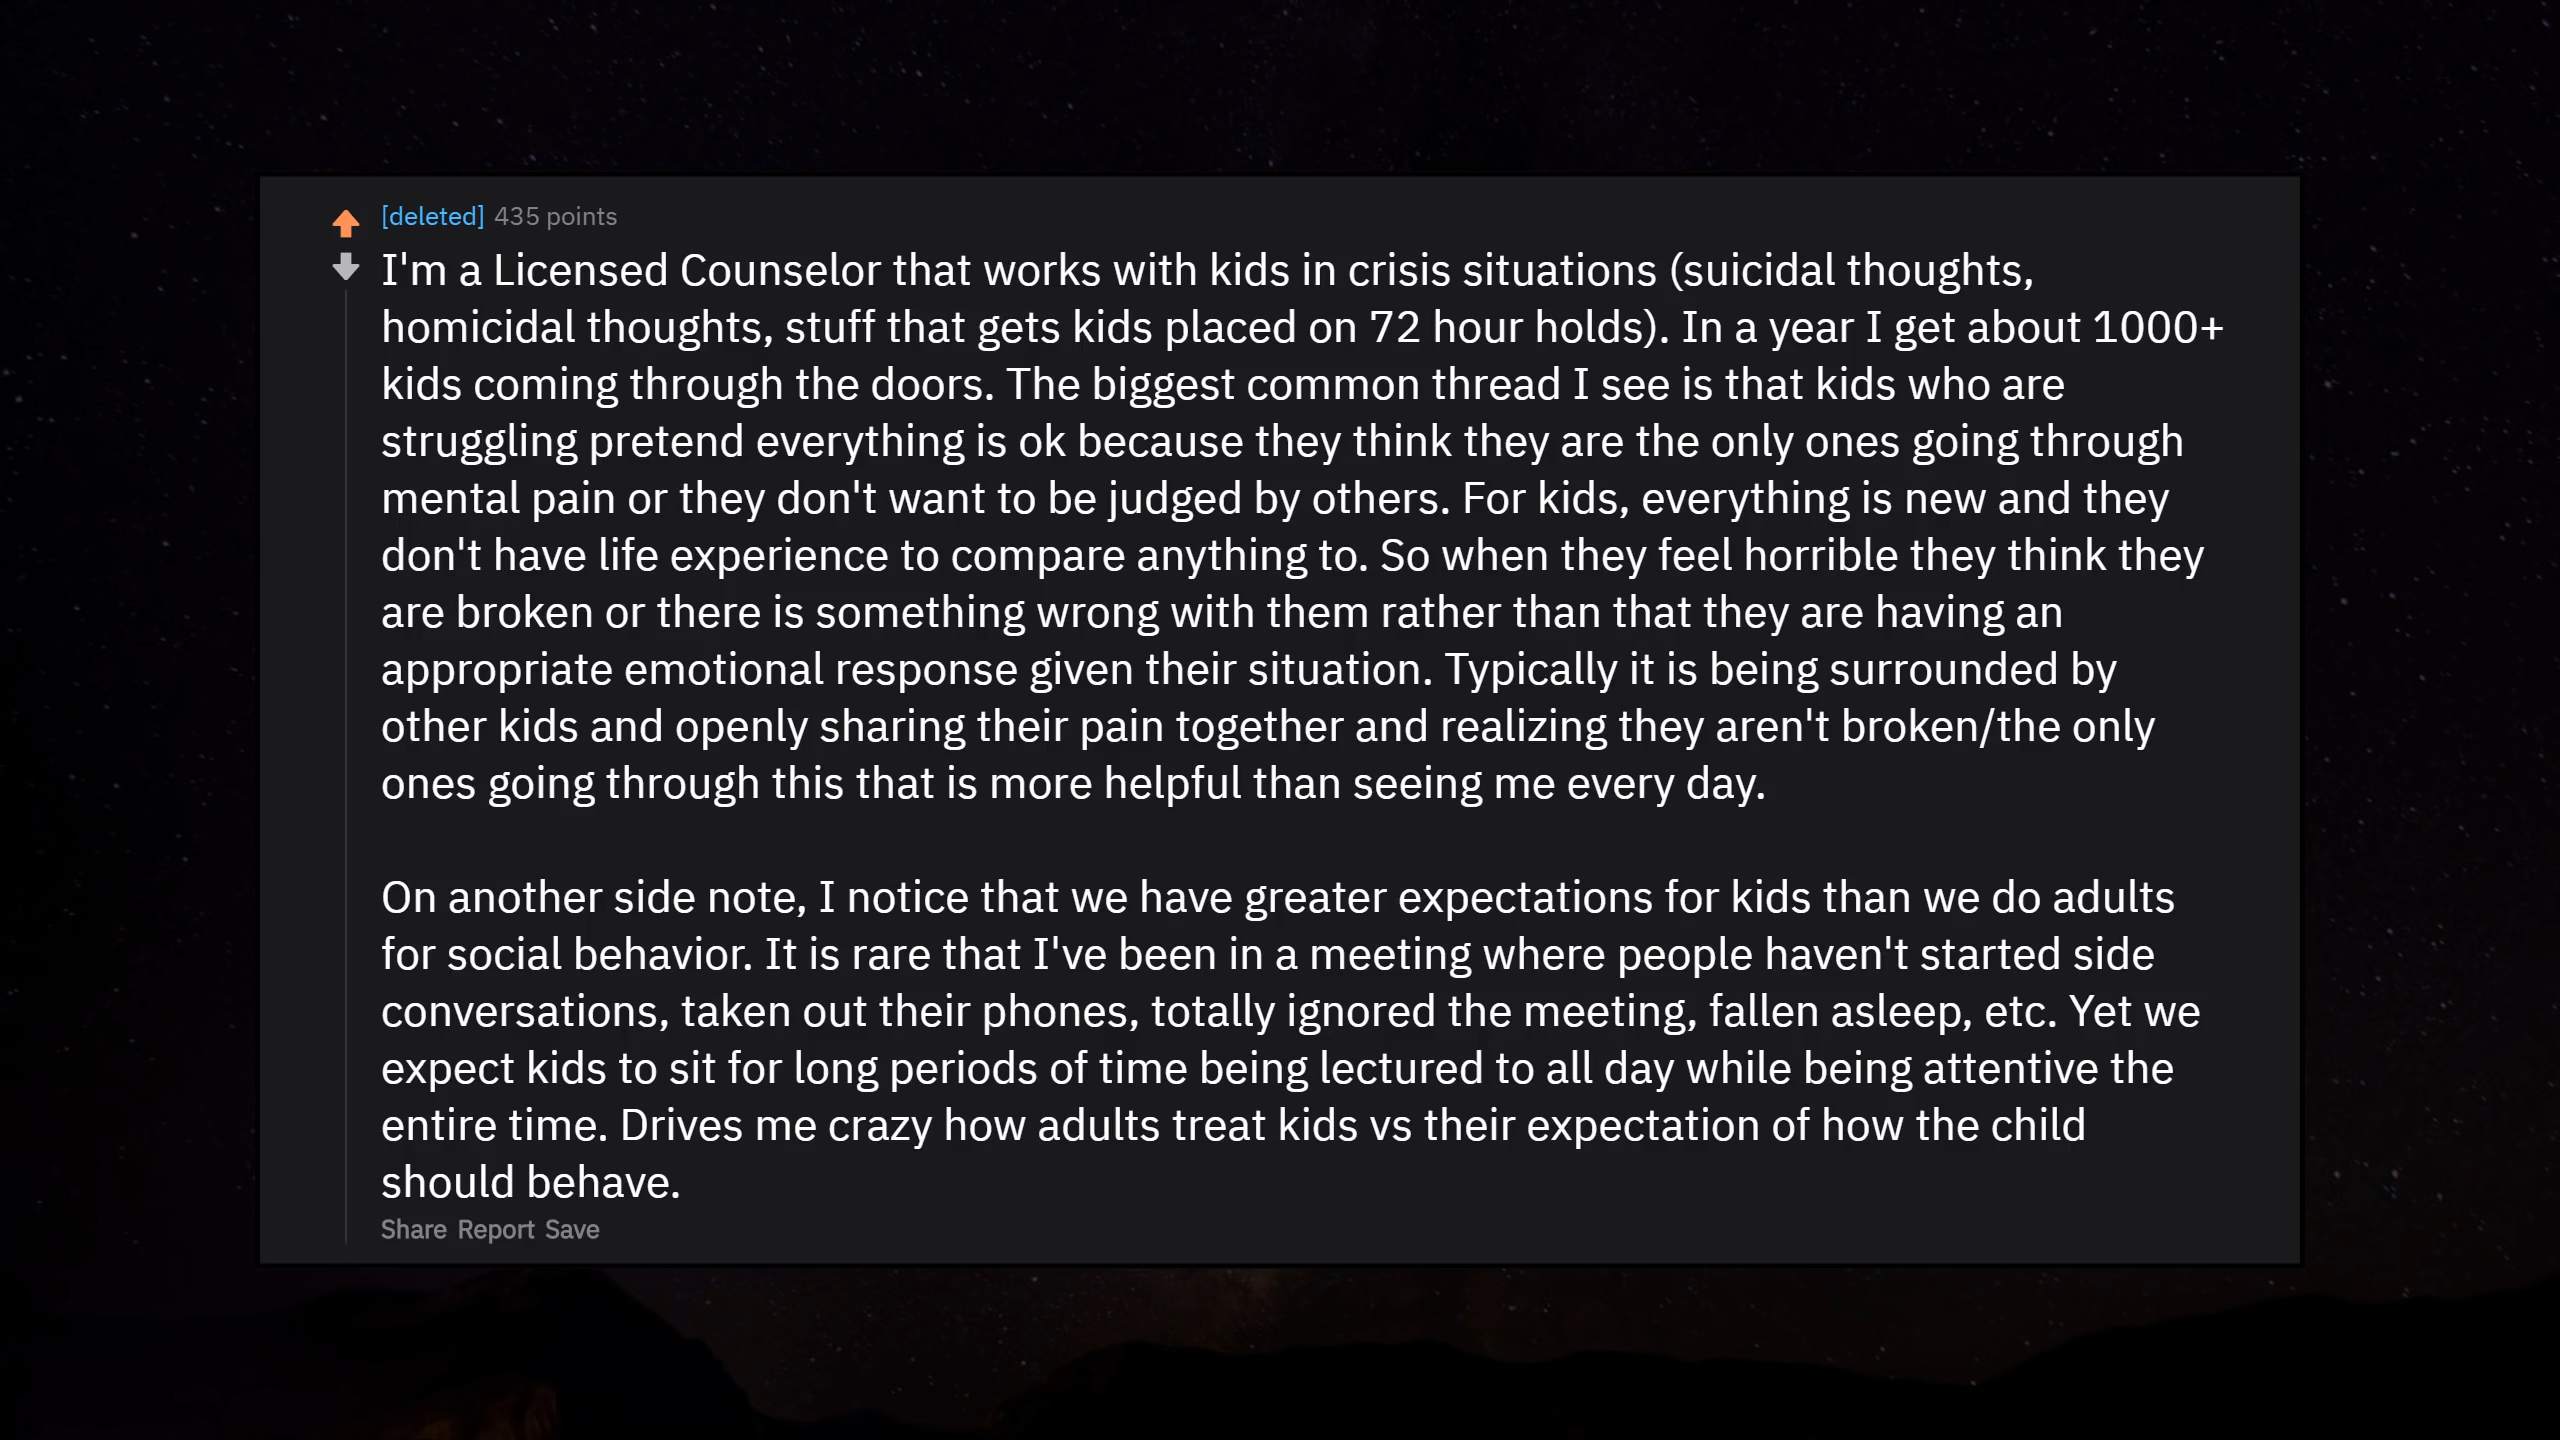 [deleted] 435 points
I'm a Licensed Counselor that works with kids in crisis situations (suicidal thoughts,
homicidal thoughts, stuff that gets kids placed on 72 hour holds). In a year I get about 1000+
kids coming through the doors. The biggest common thread I see is that kids who are
struggling pretend everything is ok because they think they are the only ones going through
mental pain or they don't want to be judged by others. For kids, everything is new and they
don't have life experience to compare anything to. So when they feel horrible they think they
are broken or there is something wrong with them rather than that they are having an
appropriate emotional response given their situation. Typically it is being surrounded by
other kids and openly sharing their pain together and realizing they aren't broken/the only
ones going through this that is more helpful than seeing me every day.
On another side note, I notice that we have greater expectations for kids than we do adults
for social behavior. It is rare that I've been in a meeting where people haven't started side
conversations, taken out their phones, totally ignored the meeting, fallen asleep, etc. Yet we
expect kids to sit for long periods of time being lectured to all day while being attentive the
entire time. Drives me crazy how adults treat kids vs their expectation of how the child
should behave.
Share Report Save